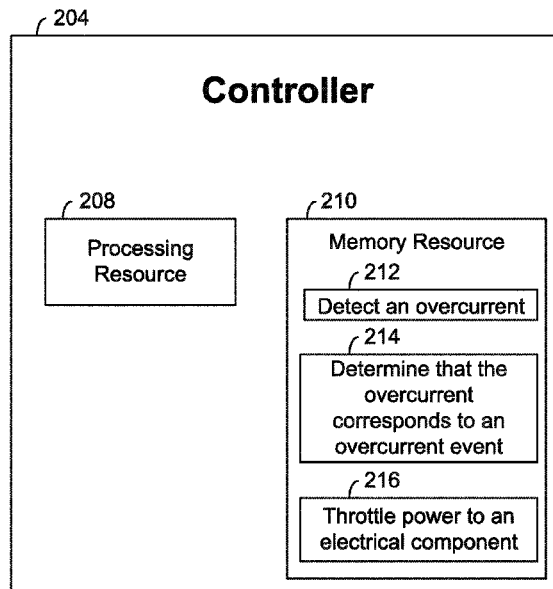 204
Controller
208
Processing
Resource
210
Memory Resource
212
Detect an overcurrent
214
Determine that the
overcurrent
corresponds to an
overcurrent event
216
Throttle power to an
electrical component